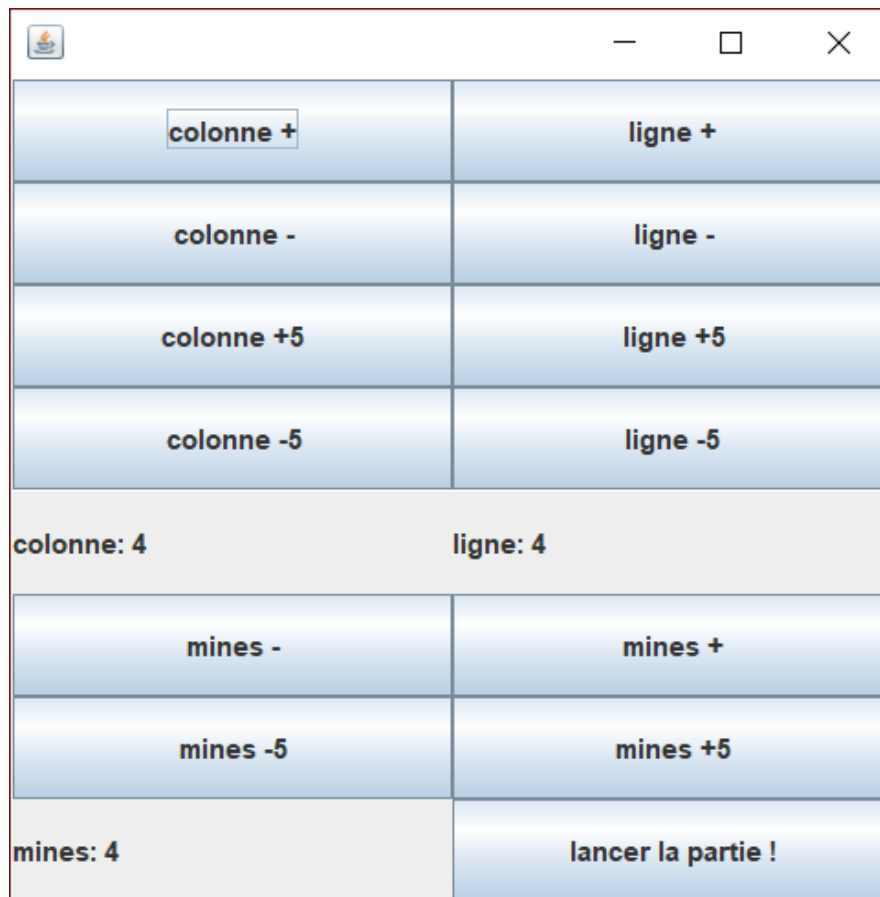 colonne +
ligne +
colonne -
ligne -
colonne +5
ligne +5
colonne -5
ligne -5
colonne: 4
ligne: 4
mines -
mines +
mines -5
mines +5
mines: 4
lancer la partie !